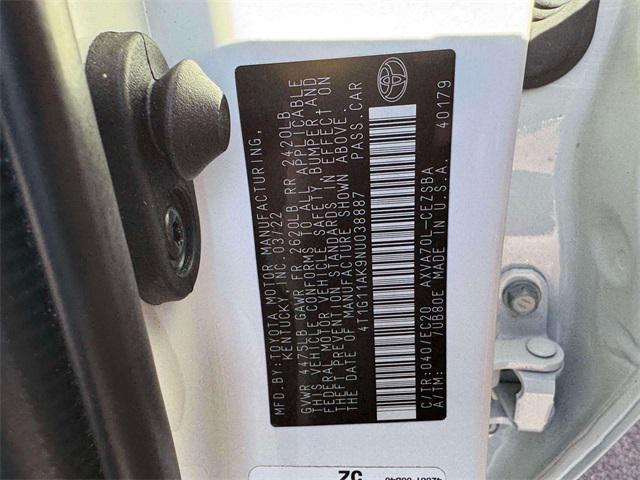 MFD. BY: TOYOTA MOTOR MANUFACTURING,
KENTUCKY, INC. 03/22
GVWR 4475LB GAWR FR 2620LB RR 2420LB
THIS VEHICLE CONFORMS TO ALL APPLICABLE
FEDERAL MOTOR VEHICLE SAFETY, BUMPER, AND
THEFT PREVENTION STANDARDS IN EFFECT ON
THE DATE OF MANUFACTURE SHOWN ABOVE.
4T1G11AK9NU038887 PASS. CAR
C/TR:040/EC20 AXVA70L-CEZSBA
A/TM: /UB80E MADE IN U.S.A. 40179